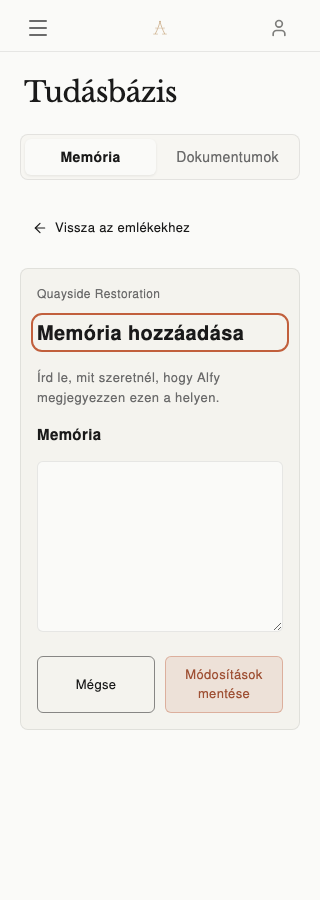 Tudásbázis
Memória
Dokumentumok
Vissza az emlékekhez
Quayside Restoration
Memória hozzáadása
Írd le, mit szeretnél, hogy Alfy
megjegyezzen ezen a helyen.
Memória
Mégse
Módosítások
mentése